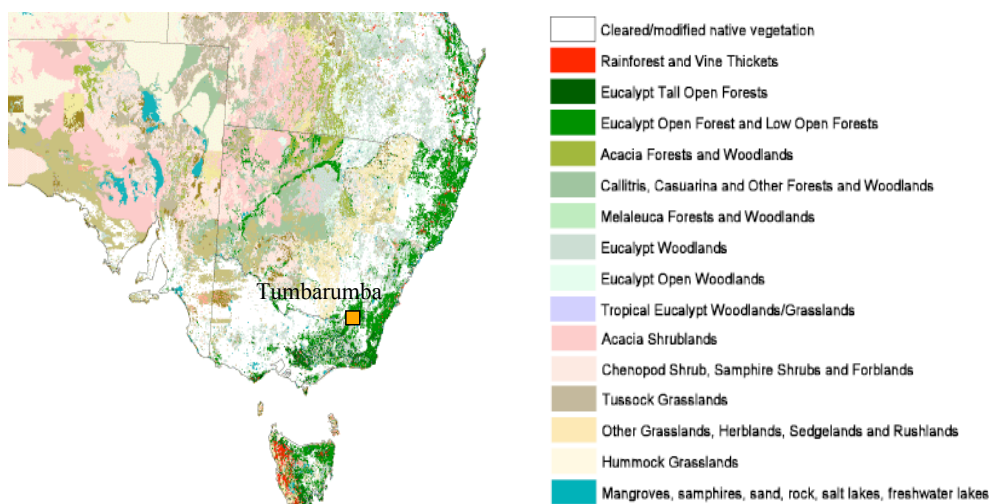 Tumbarumba
Cleared/modified native vegetation
Rainforest and Vine Thickets
Eucalypt Tall Open Forests
Eucalypt Open Forest and Low Open Forests
Acacia Forests and Woodlands
Callitris, Casuarina and Other Forests and Woodlands
Melaleuca Forests and Woodlands
Eucalypt Woodlands
Eucalypt Open Woodlands
Tropical Eucalypt Woodlands/Grasslands
Acacia Shrublands
Chenopod Shrub, Samphire Shrubs and Forblands
Tussock Grasslands
Other Grasslands, Herblands, Sedgelands and Rushlands
Hummock Grasslands
Mangroves, samphires, sand, rock, salt lakes, freshwater lakes